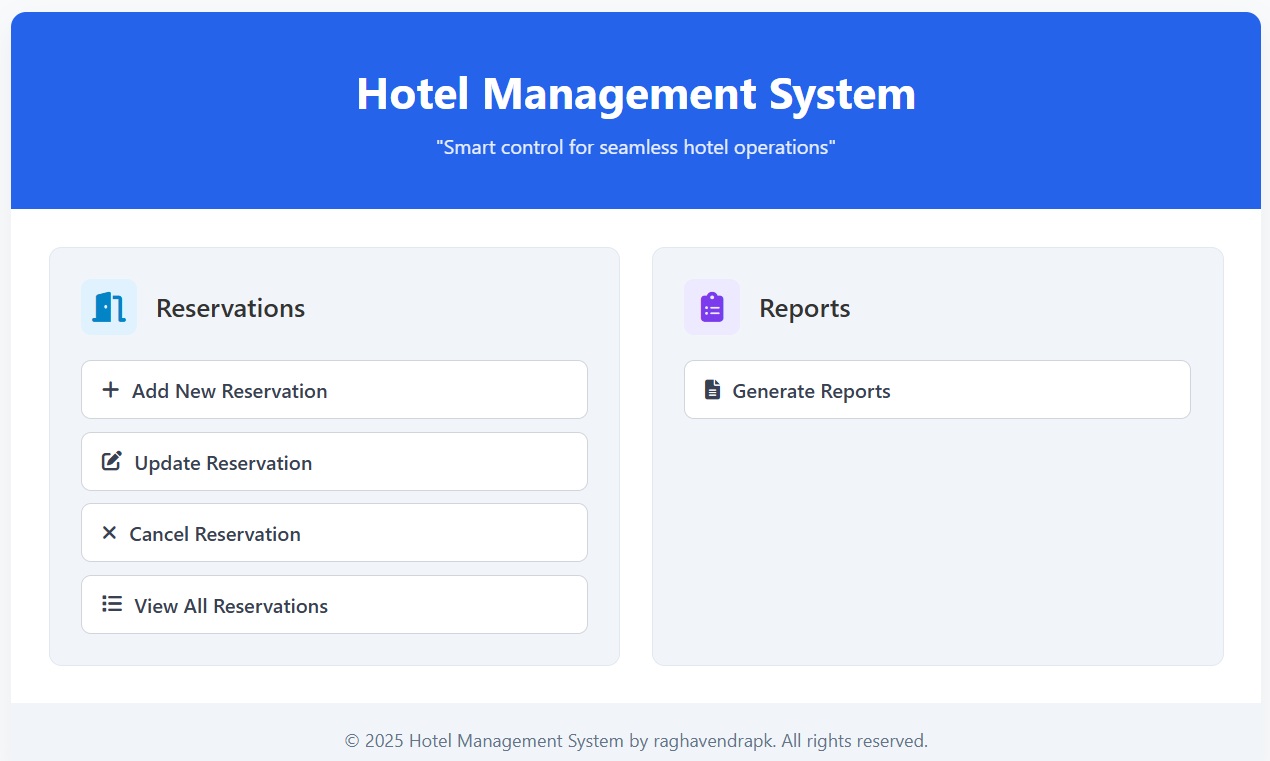 Hotel Management System
"Smart control for seamless hotel operations"
Reservations
Add New Reservation
Update Reservation
Cancel Reservation
View All Reservations
Reports
Generate Reports
© 2025 Hotel Management System by raghavendrapk. All rights reserved.